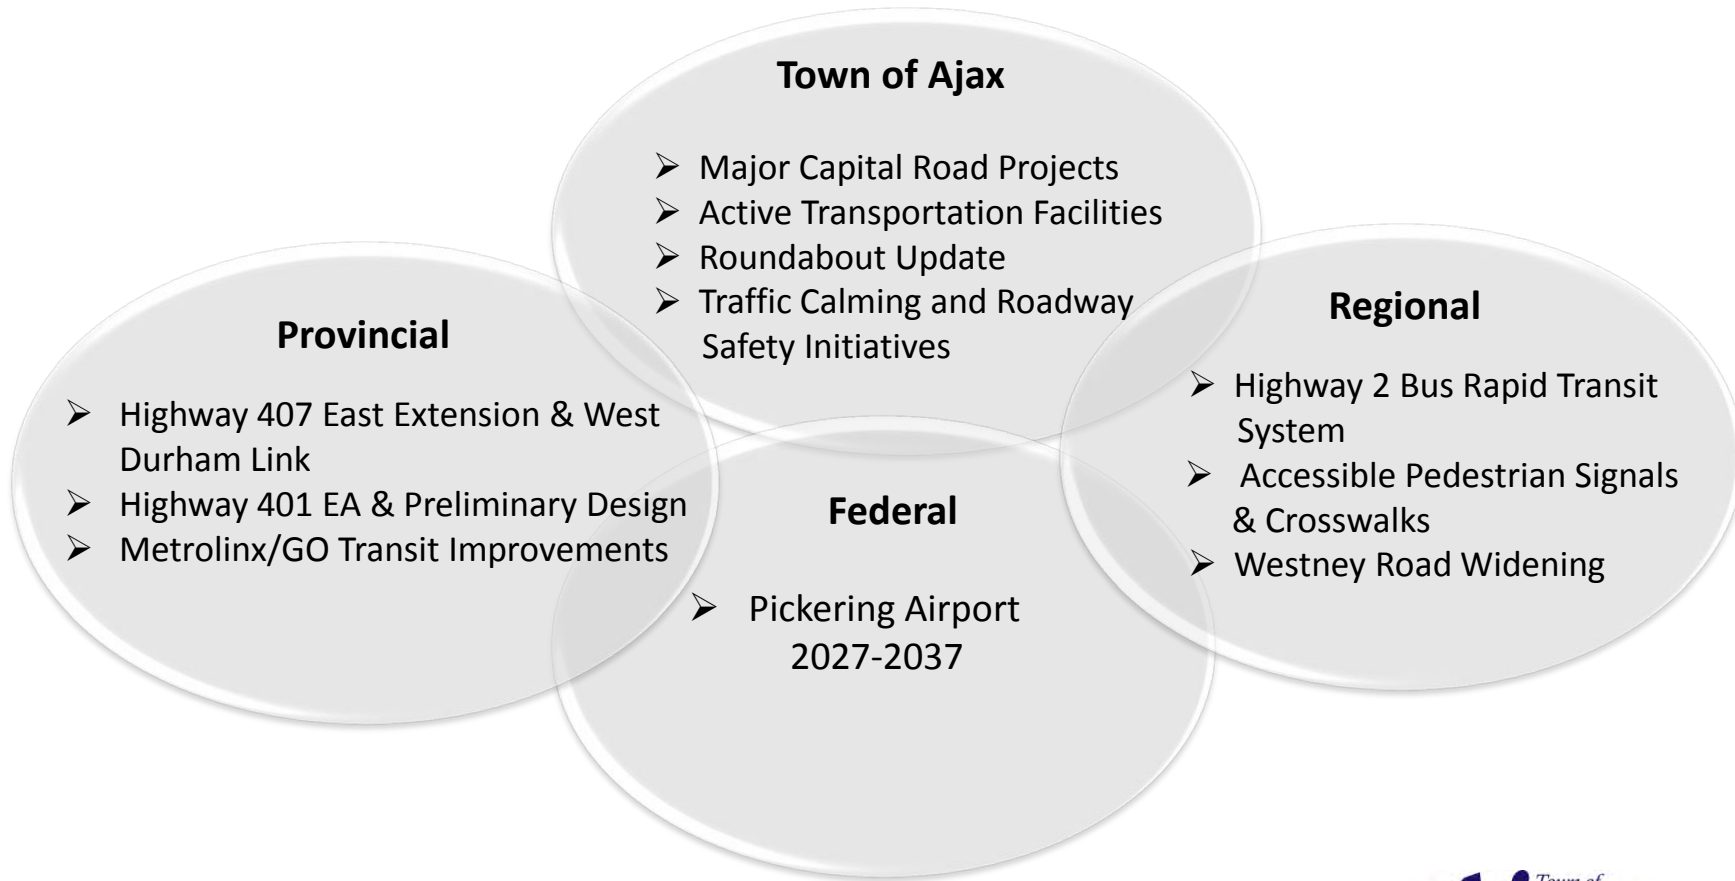 Town of Ajax
➢ Major Capital Road Projects
➢ Active Transportation Facilities
➢ Roundabout Update
➢ Traffic Calming and Roadway
Safety Initiatives
Provincial
➢ Highway 407 East Extension & West
Durham Link
➢ Highway 401 EA & Preliminary Design
➢ Metrolinx/GO Transit Improvements
Regional
➢ Highway 2 Bus Rapid Transit
System
➢ Accessible Pedestrian Signals
& Crosswalks
➢ Westney Road Widening
Federal
➢ Pickering Airport
2027-2037
Town of